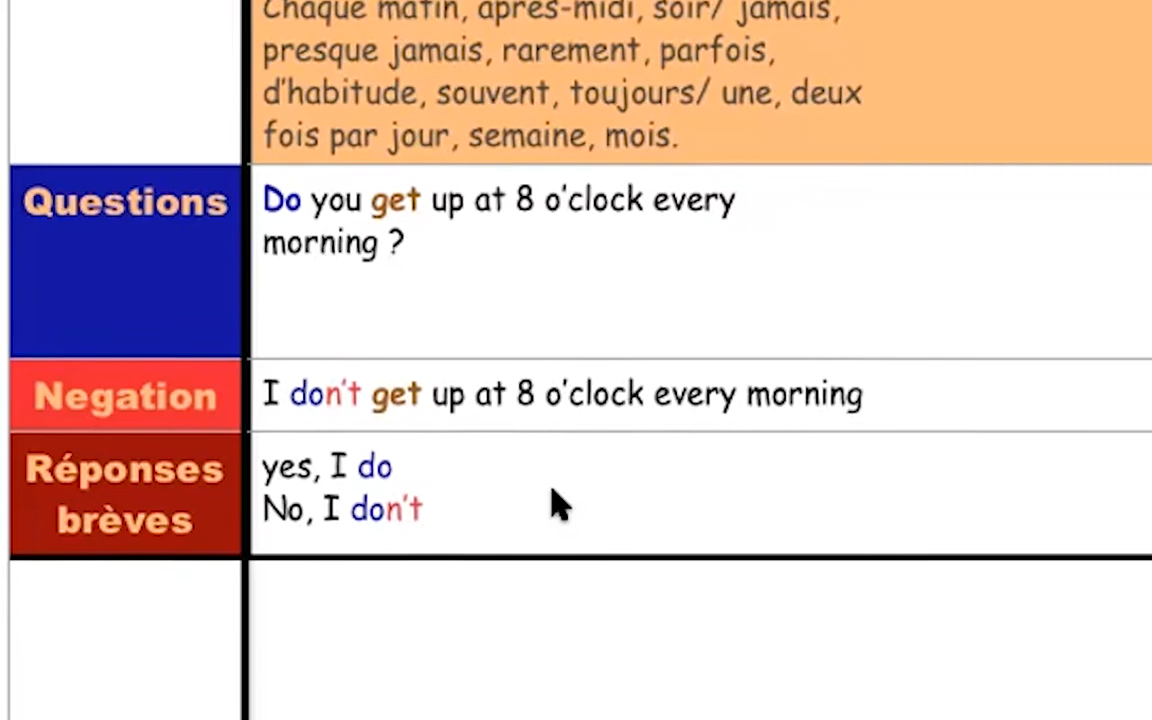 Chaque matin, après-midi, soir/ jamais,
presque jamais, rarement, parfois,
d'habitude, souvent, toujours/ une, deux
fois par jour, semaine, mois.
Questions
Do you get up at 8 o'clock every
morning ?
Negation
I don't get up at 8 o'clock every morning
Réponses
brèves
yes, I do
No, I don't